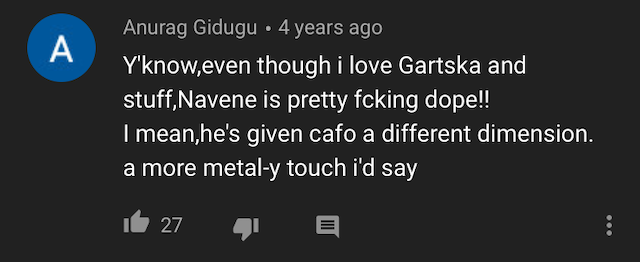 A
Anurag Gidugu • 4 years ago
Y'know,even though i love Gartska and
stuff,Navene is pretty fcking dope!!
I mean,he's given cafo a different dimension.
a more metal-y touch i'd say
27